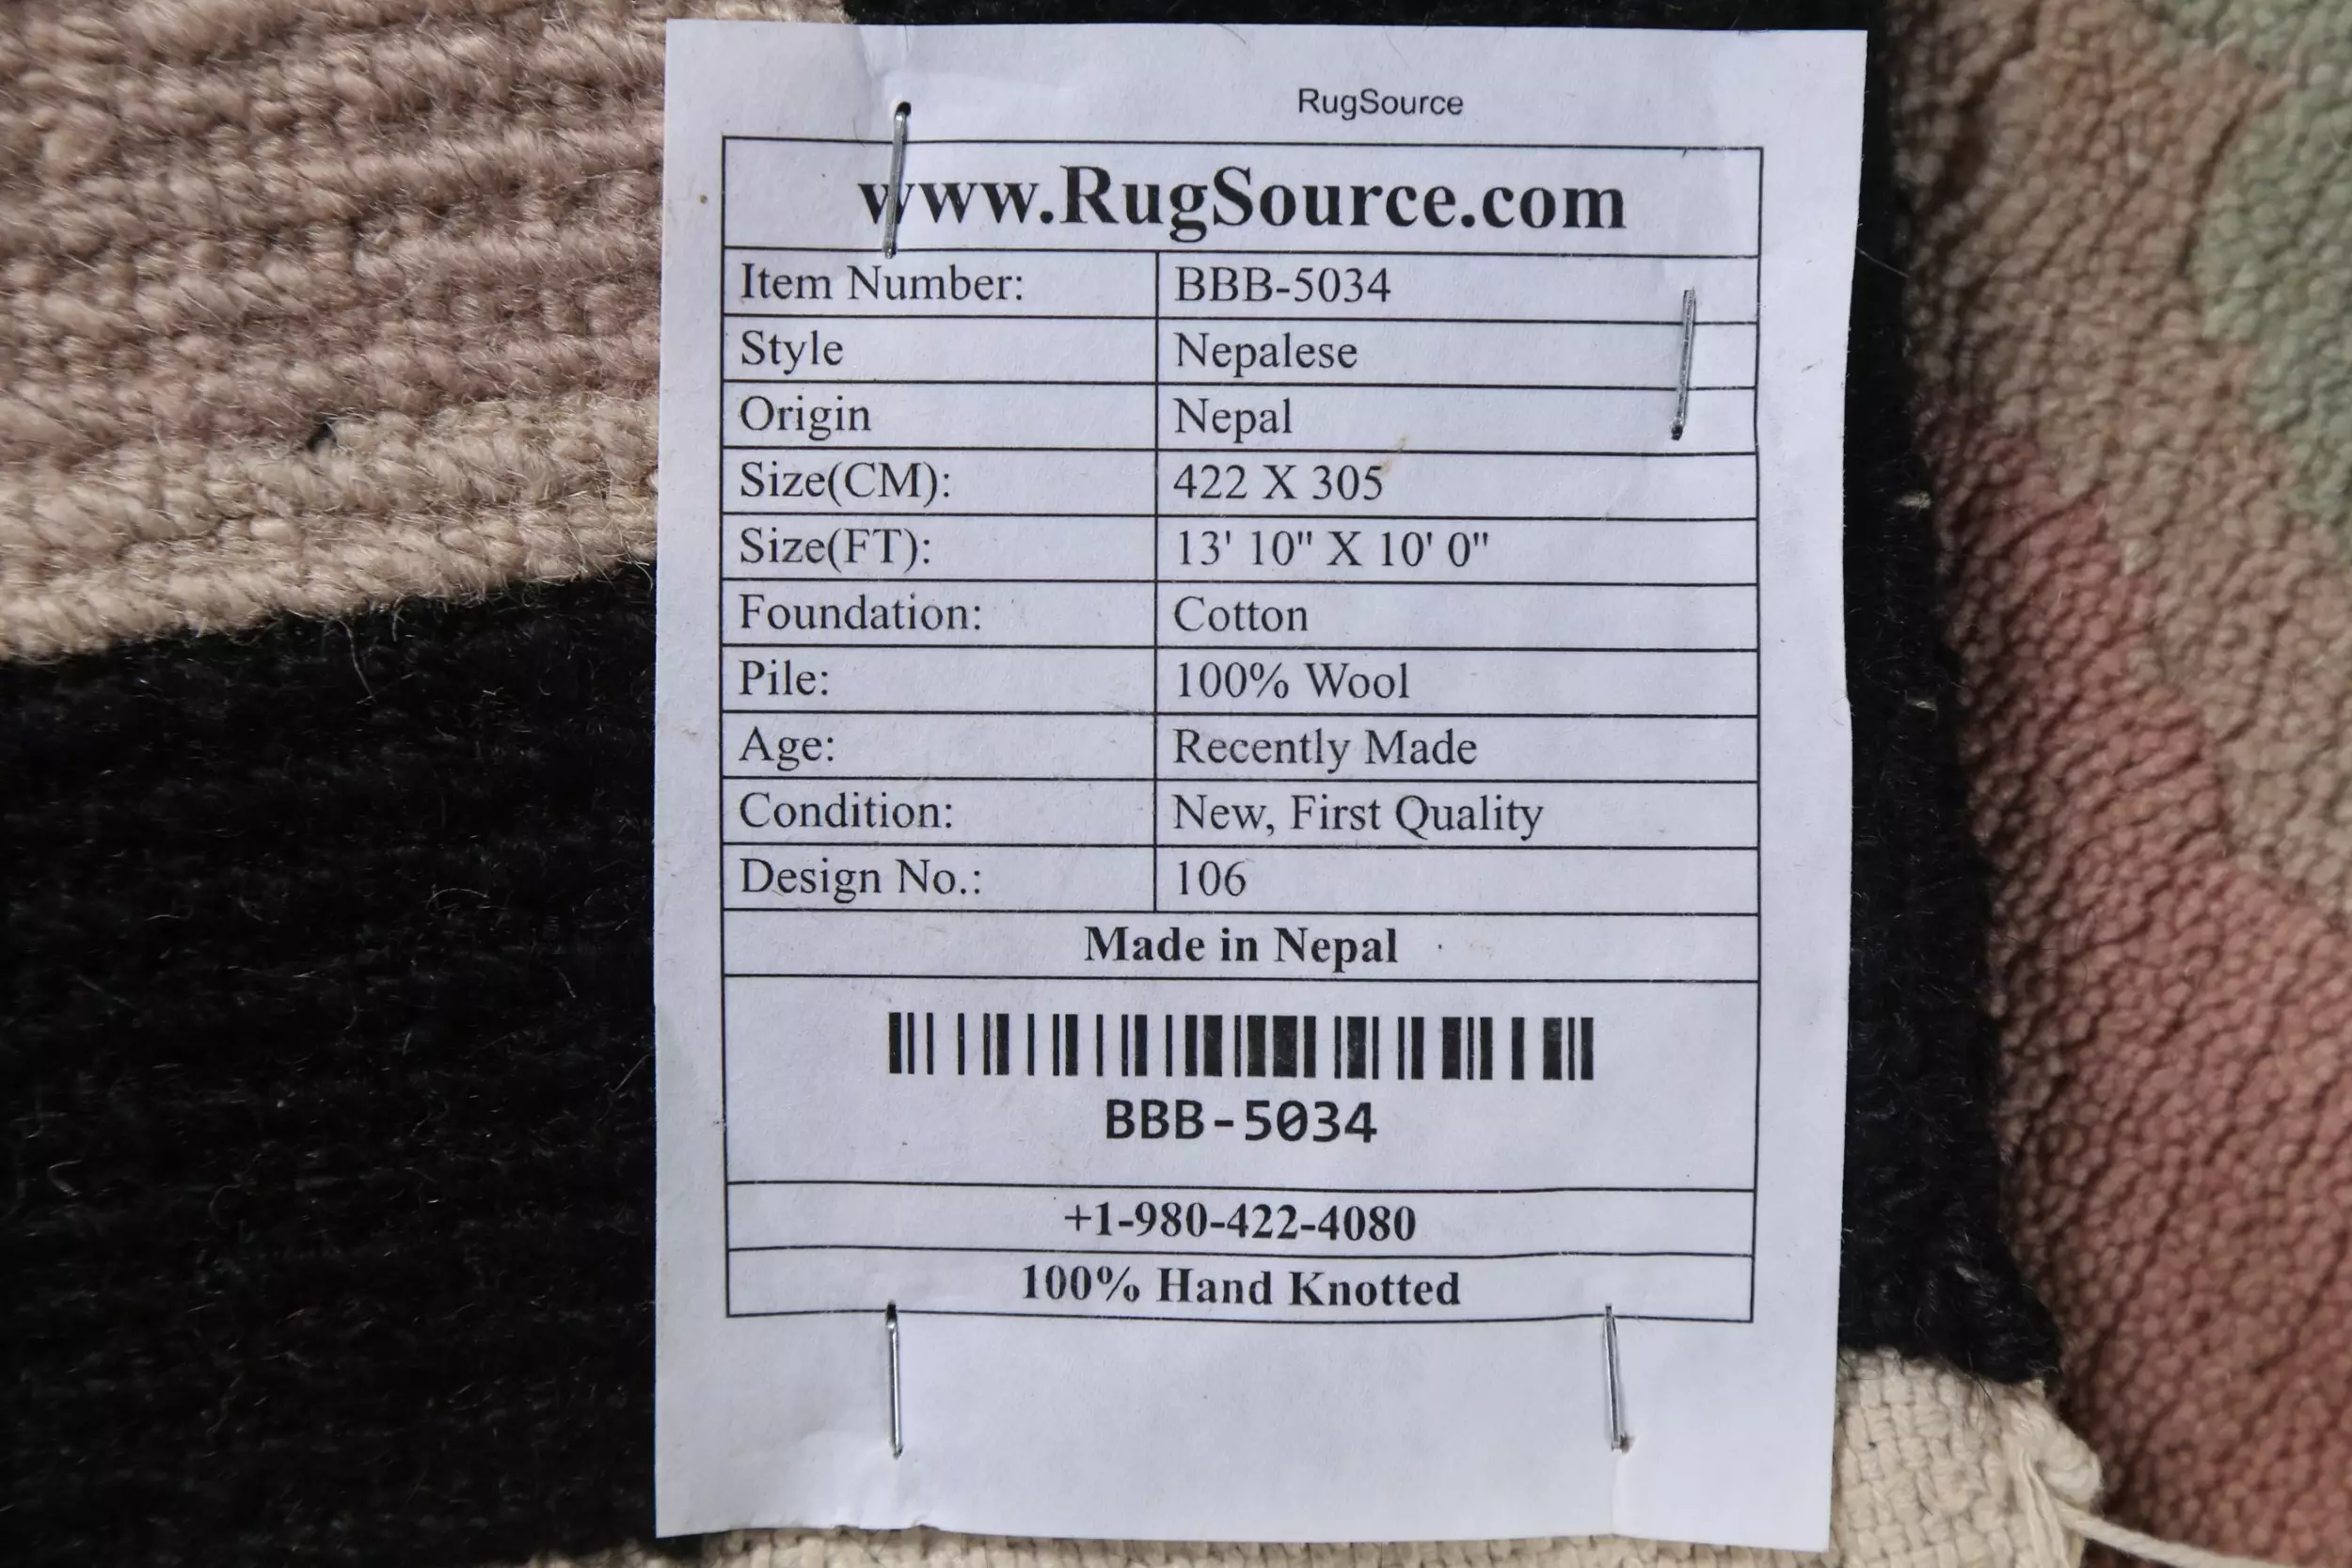 RugSource
www.RugSource.com
Item Number: BBB-5034
Style Nepalese
Origin Nepal
Size(CM): 422 X 305
Size(FT): 13' 10" X 10' 0"
Foundation: Cotton
Pile: 100% Wool
Age: Recently Made
Condition: New, First Quality
Design No.: 106
Made in Nepal
BBB-5034
+1-980-422-4080
100% Hand Knotted